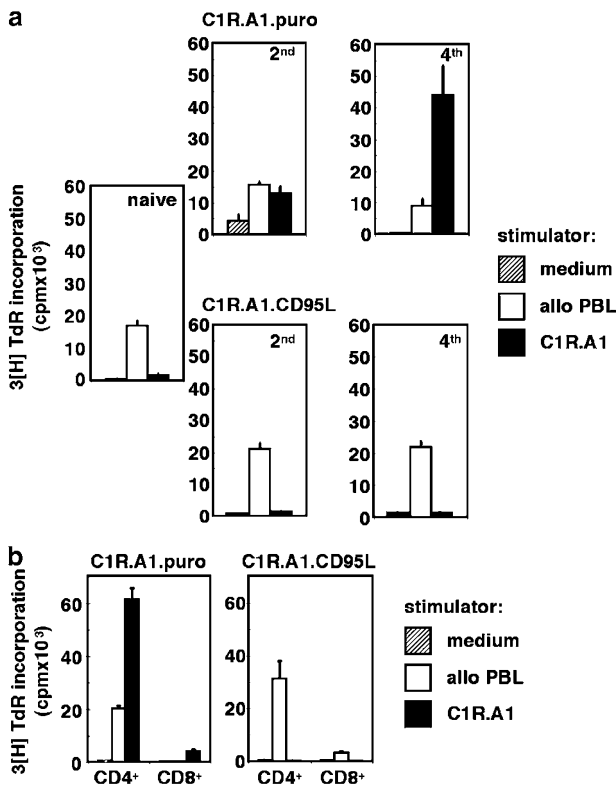 a
C1R.A1.puro
60
50
40
30
20
10
0
2nd
60
50
40
30
20
10
0
4th
3[H] TdR incorporation
(cpmx10³)
60
50
40
30
20
10
0
naive
stimulator:
medium
allo PBL
C1R.A1
C1R.A1.CD95L
60
50
40
30
20
10
0
2nd
60
50
40
30
20
10
0
4th
b
C1R.A1.puro
C1R.A1.CD95L
3[H] TdR incorporation
(cpmx10³)
60
40
20
0
CD4+ CD8+
60
40
20
0
CD4+ CD8+
stimulator:
medium
allo PBL
C1R.A1